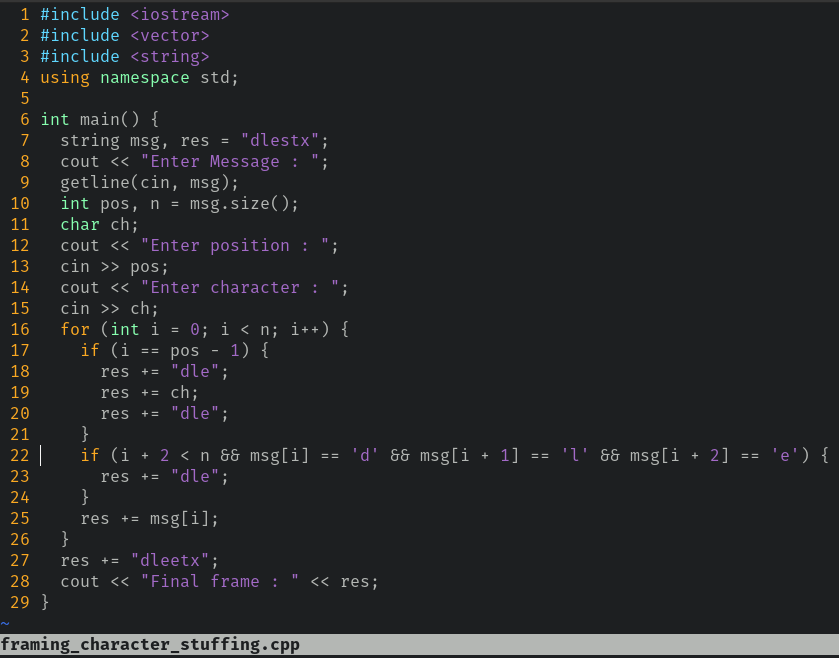 1 #include <iostream>
2 #include <vector>
3 #include <string>
4 using namespace std;
5
6 int main() {
7   string msg, res = "dlestx";
8   cout << "Enter Message : ";
9   getline(cin, msg);
10   int pos, n = msg.size();
11   char ch;
12   cout << "Enter position : ";
13   cin >> pos;
14   cout << "Enter character : ";
15   cin >> ch;
16   for (int i = 0; i < n; i++) {
17     if (i == pos - 1) {
18       res += "dle";
19       res += ch;
20       res += "dle";
21     }
22     if (i + 2 < n && msg[i] == 'd' && msg[i + 1] == 'l' && msg[i + 2] == 'e') {
23       res += "dle";
24     }
25     res += msg[i];
26   }
27   res += "dleetx";
28   cout << "Final frame : " << res;
29 }
~
framing_character_stuffing.cpp